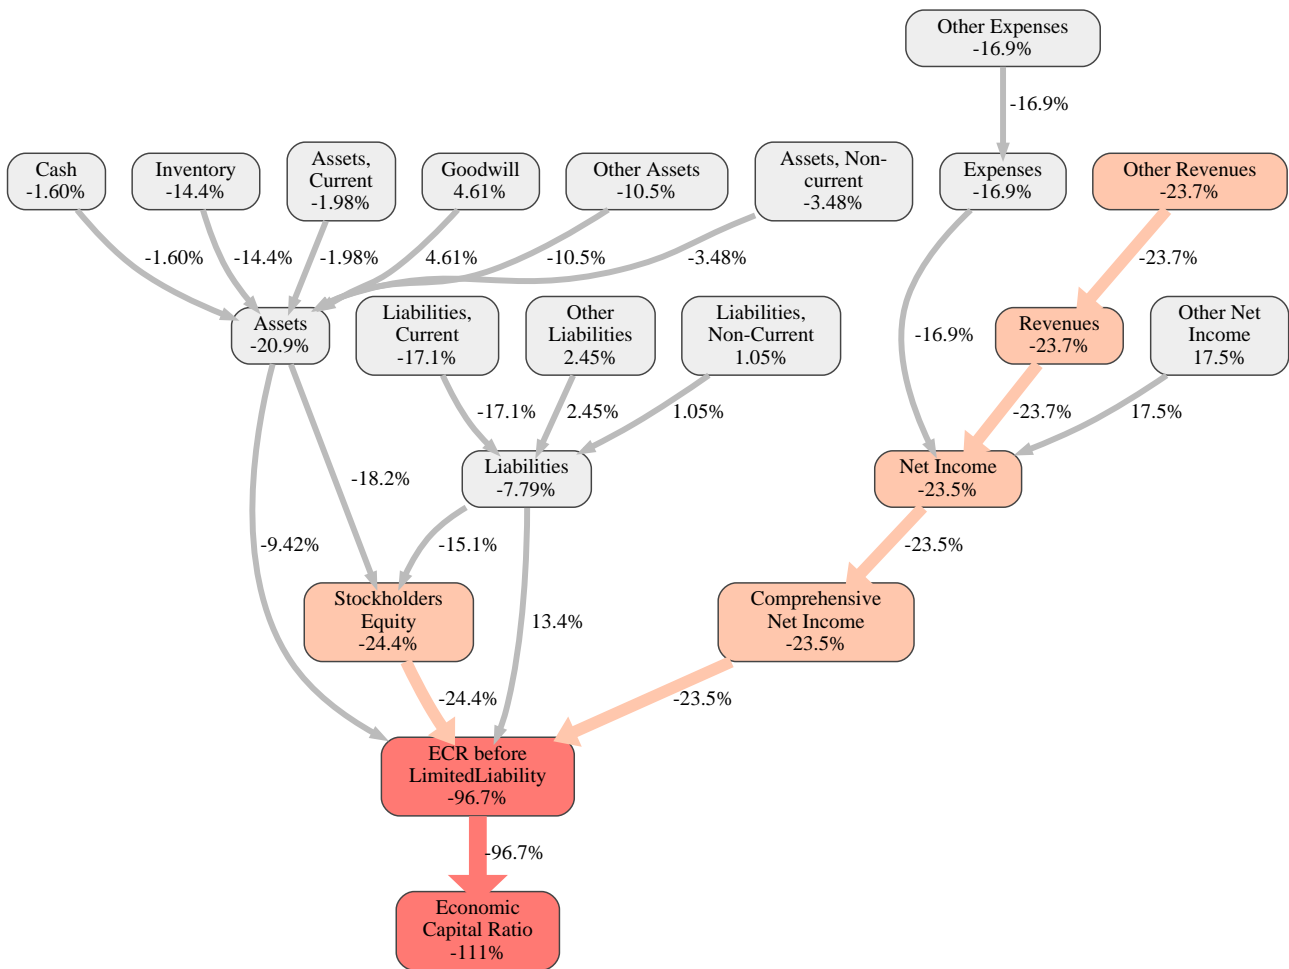 Other Expenses
-16.9%
-16.9%
Cash
-1.60%
Inventory
-14.4%
Assets,
Current
-1.98%
Goodwill
4.61%
Other Assets
-10.5%
Assets, Non-
current
-3.48%
Expenses
-16.9%
Other Revenues
-23.7%
-1.60%
-14.4%
-1.98%
4.61%
-10.5%
-3.48%
-23.7%
Assets
-20.9%
Liabilities,
Current
-17.1%
Other
Liabilities
2.45%
Liabilities,
Non-Current
1.05%
-16.9%
Revenues
-23.7%
Other Net
Income
17.5%
-17.1%
2.45%
1.05%
-23.7%
17.5%
-18.2%
Liabilities
-7.79%
Net Income
-23.5%
-9.42%
-15.1%
-23.5%
Stockholders
Equity
-24.4%
13.4%
Comprehensive
Net Income
-23.5%
-24.4%
-23.5%
ECR before
LimitedLiability
-96.7%
-96.7%
Economic
Capital Ratio
-111%